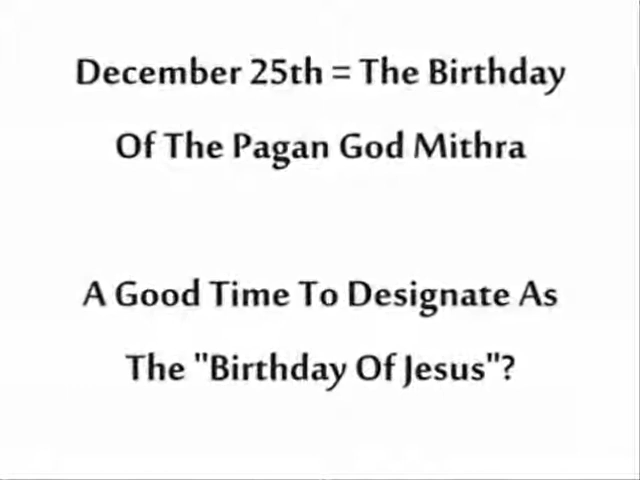 December 25th = The Birthday
Of The Pagan God Mithra
A Good Time To Designate As
The "Birthday Of Jesus"?